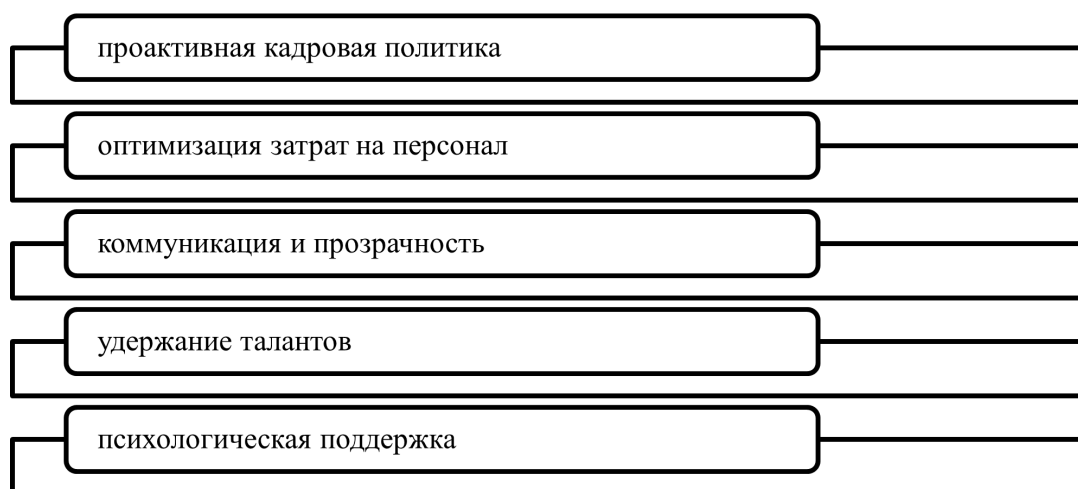 проактивная кадровая политика
оптимизация затрат на персонал
коммуникация и прозрачность
удержание талантов
психологическая поддержка